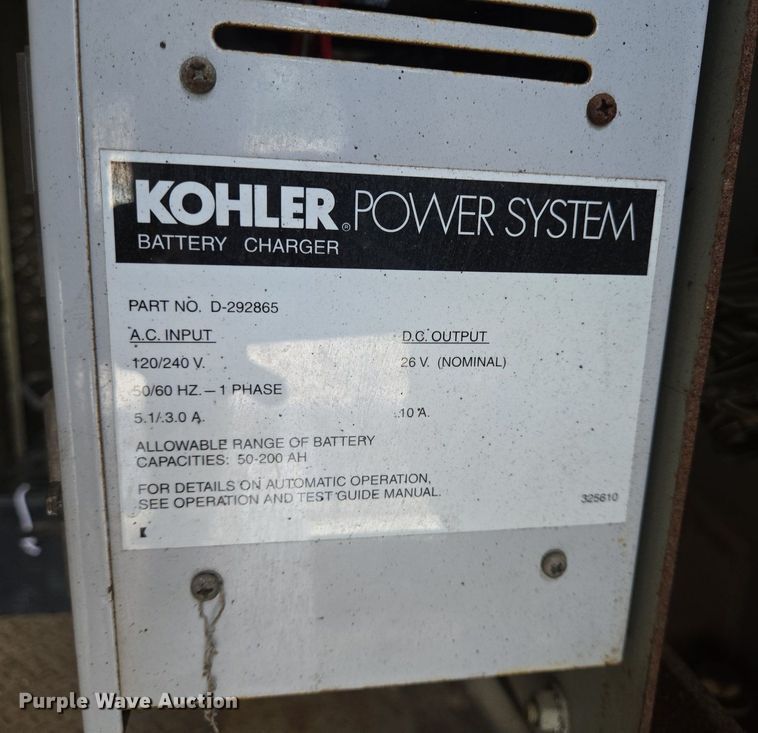 KOHLER® POWER SYSTEM
BATTERY CHARGER
PART NO. D-292865
A.C. INPUT D.C. OUTPUT
120/240 V. 26 V. (NOMINAL)
50/60 HZ. – 1 PHASE
5.1/3.0 A. 10 A.
ALLOWABLE RANGE OF BATTERY
CAPACITIES: 50-200 AH
FOR DETAILS ON AUTOMATIC OPERATION,
SEE OPERATION AND TEST GUIDE MANUAL.
325610
Purple Wave Auction